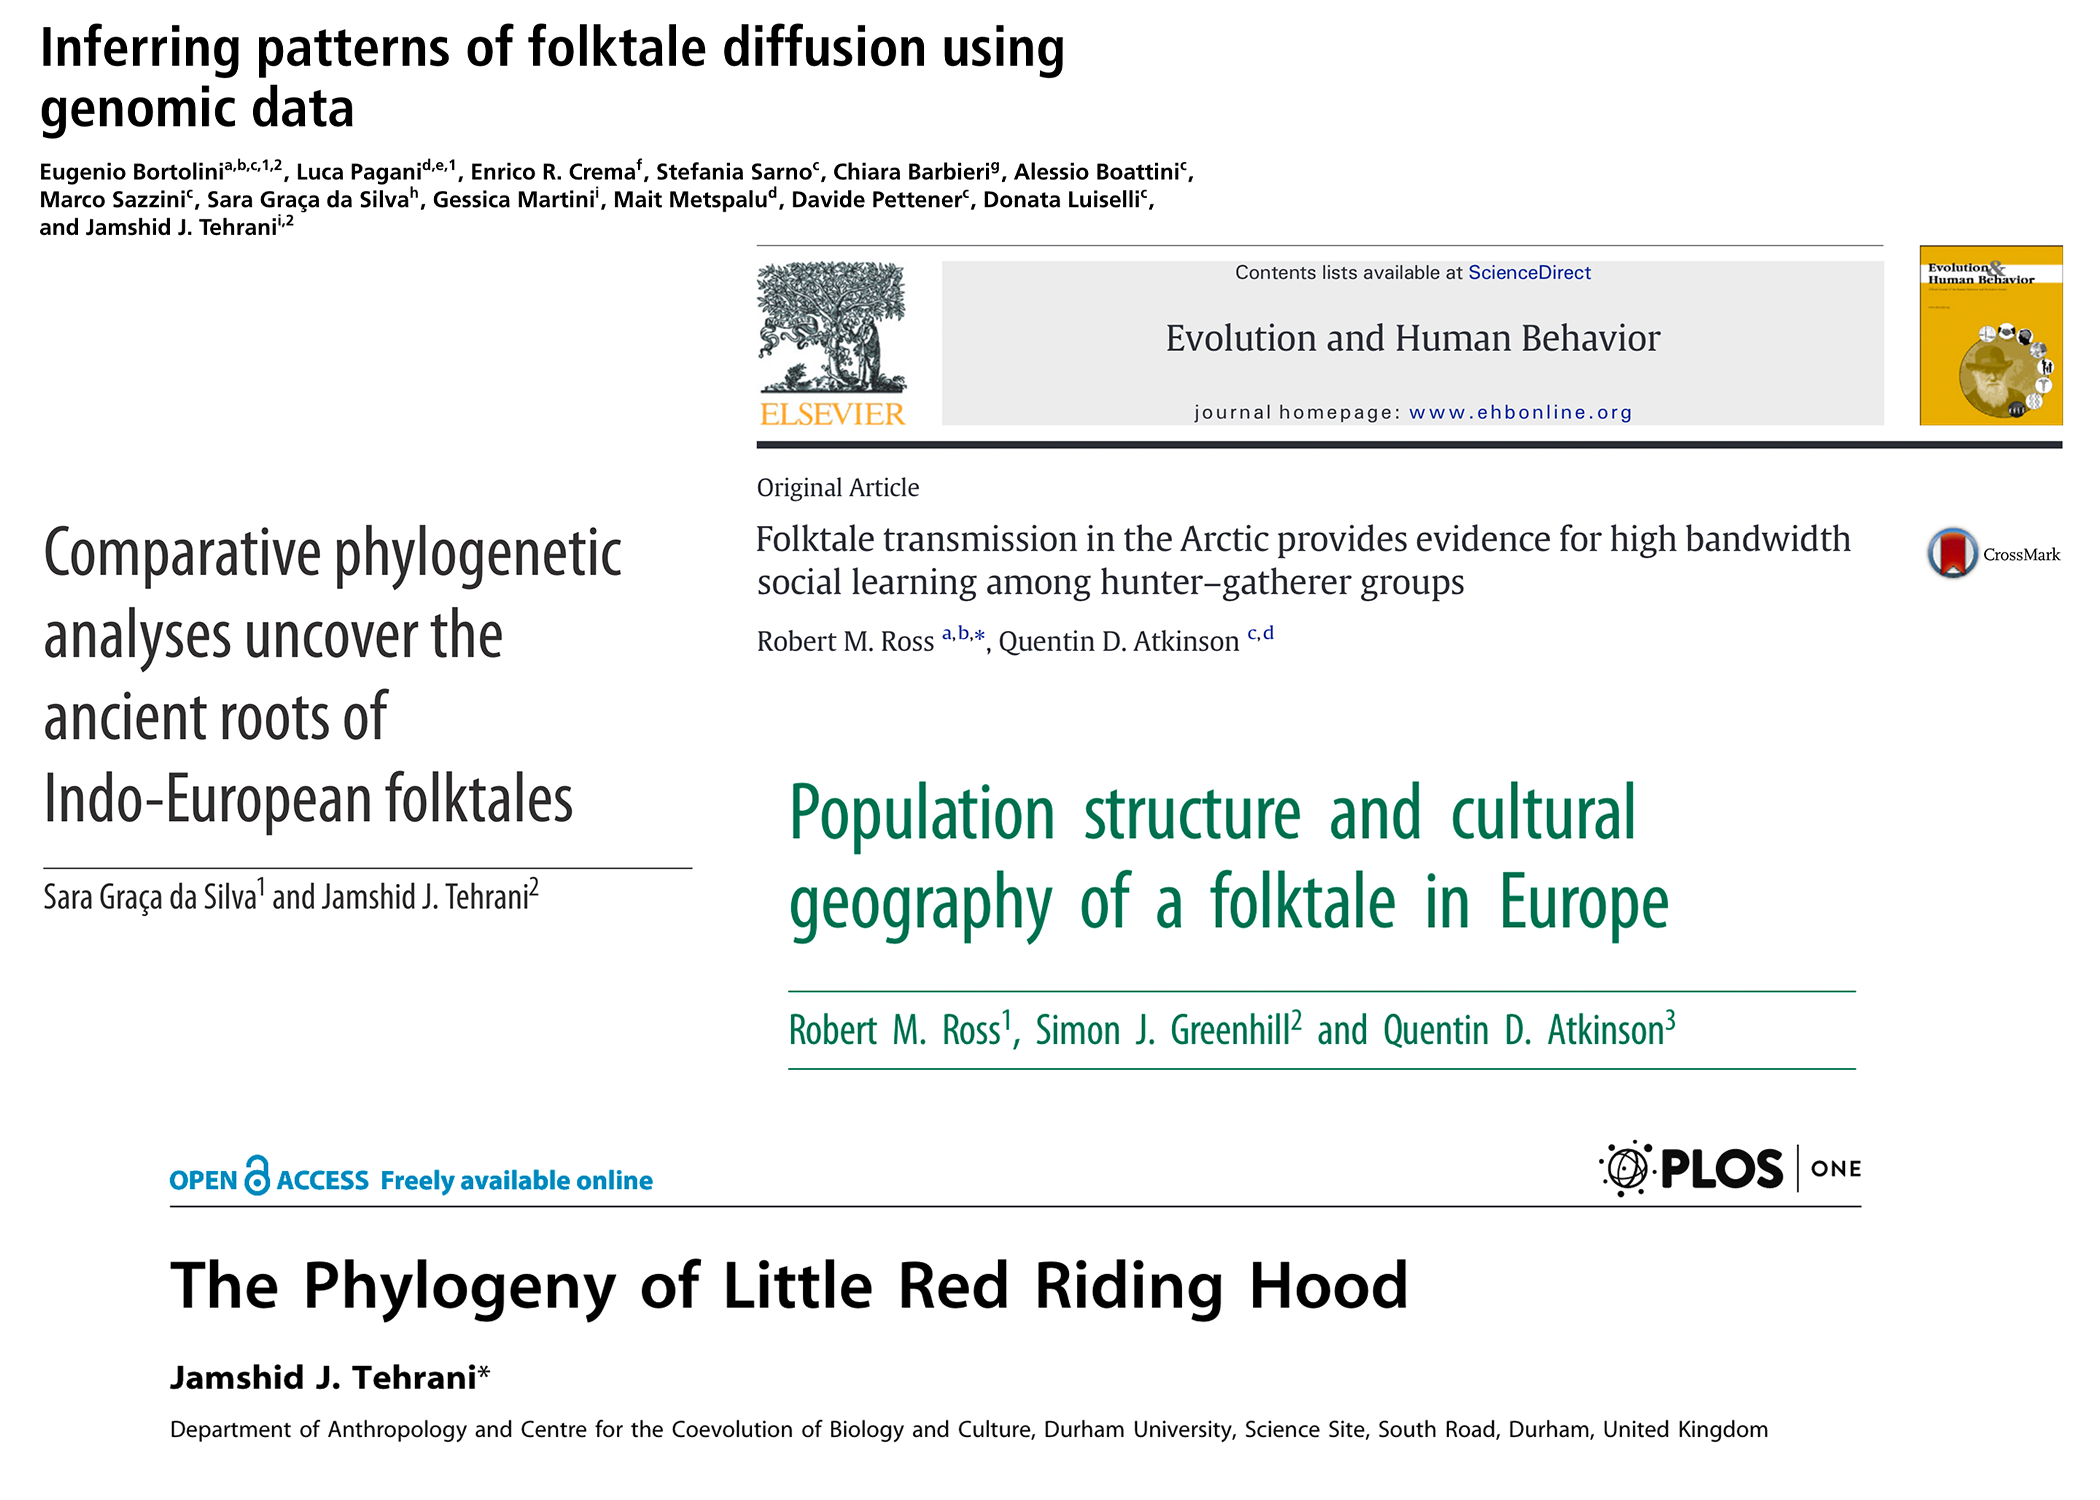 Inferring patterns of folktale diffusion using
genomic data
Eugenio Bortolini^a,b,c,1,2, Luca Pagani^d,e,1, Enrico R. Crema^f, Stefania Sarno^c, Chiara Barbieri^g, Alessio Boattini^c,
Marco Sazzini^c, Sara Graça da Silva^h, Gessica Martini^i, Mait Metspalu^d, Davide Pettener^c, Donata Luiselli^c,
and Jamshid J. Tehrani^i,2
ELSEVIER
Contents lists available at ScienceDirect
Evolution and Human Behavior
journal homepage: www.ehbonline.org
Evolution &
Human Behavior
Original Article
Folktale transmission in the Arctic provides evidence for high bandwidth
social learning among hunter–gatherer groups
CrossMark
Robert M. Ross ^a,b,*, Quentin D. Atkinson ^c,d
Comparative phylogenetic
analyses uncover the
ancient roots of
Indo-European folktales
Sara Graça da Silva^1 and Jamshid J. Tehrani^2
Population structure and cultural
geography of a folktale in Europe
Robert M. Ross^1, Simon J. Greenhill^2 and Quentin D. Atkinson^3
OPEN ACCESS Freely available online
PLOS ONE
The Phylogeny of Little Red Riding Hood
Jamshid J. Tehrani*
Department of Anthropology and Centre for the Coevolution of Biology and Culture, Durham University, Science Site, South Road, Durham, United Kingdom